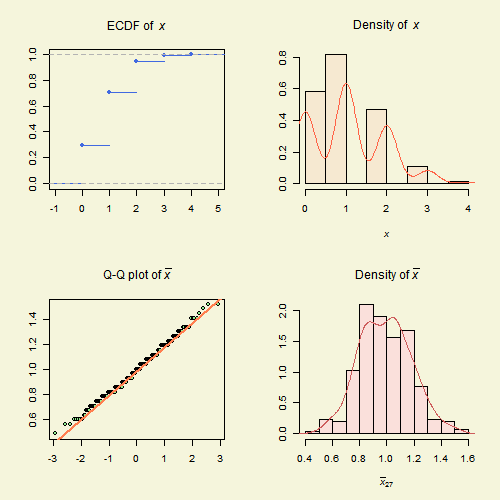 ECDF of x
0.0 0.2 0.4 0.6 0.8 1.0
-1 0 1 2 3 4 5
Density of x
0.0 0.2 0.4 0.6 0.8
0 1 2 3 4
x
Q-Q plot of x̅
0.6 0.8 1.0 1.2 1.4
-3 -2 -1 0 1 2 3
Density of x̅
0.0 0.5 1.0 1.5 2.0
0.4 0.6 0.8 1.0 1.2 1.4 1.6
x̅₂₇